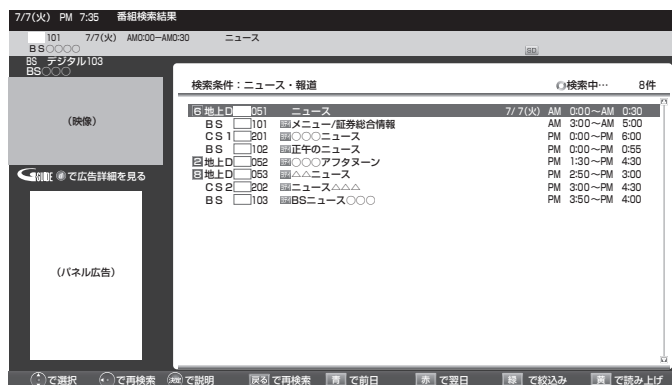 7/7(火) PM 7:35 番組検索結果
101 7/7(火) AM0:00–AM0:30 ニュース
BS○○○○ SD
BS デジタル103
BS○○○
(映像)
G-GUIDE で広告詳細を見る
(パネル広告)
検索条件:ニュース・報道 検索中… 8件
6 地上D 051 ニュース 7/7(火) AM 0:00～AM 0:30
BS 101 メニュー/証券総合情報 AM 3:00～AM 5:00
CS1 201 ○○○ニュース PM 0:00～PM 6:00
BS 102 正午のニュース PM 0:00～PM 0:55
2 地上D 052 ○○○アフタヌーン PM 1:30～PM 4:30
8 地上D 053 △△ニュース PM 2:50～PM 3:00
CS2 202 ニュース△△△ PM 3:00～PM 4:30
BS 103 BSニュース○○○ PM 3:50～PM 4:00
で選択 で再検索 決定 で説明 戻る で再検索 青 で前日 赤 で翌日 緑 で絞込み 黄 で読み上げ